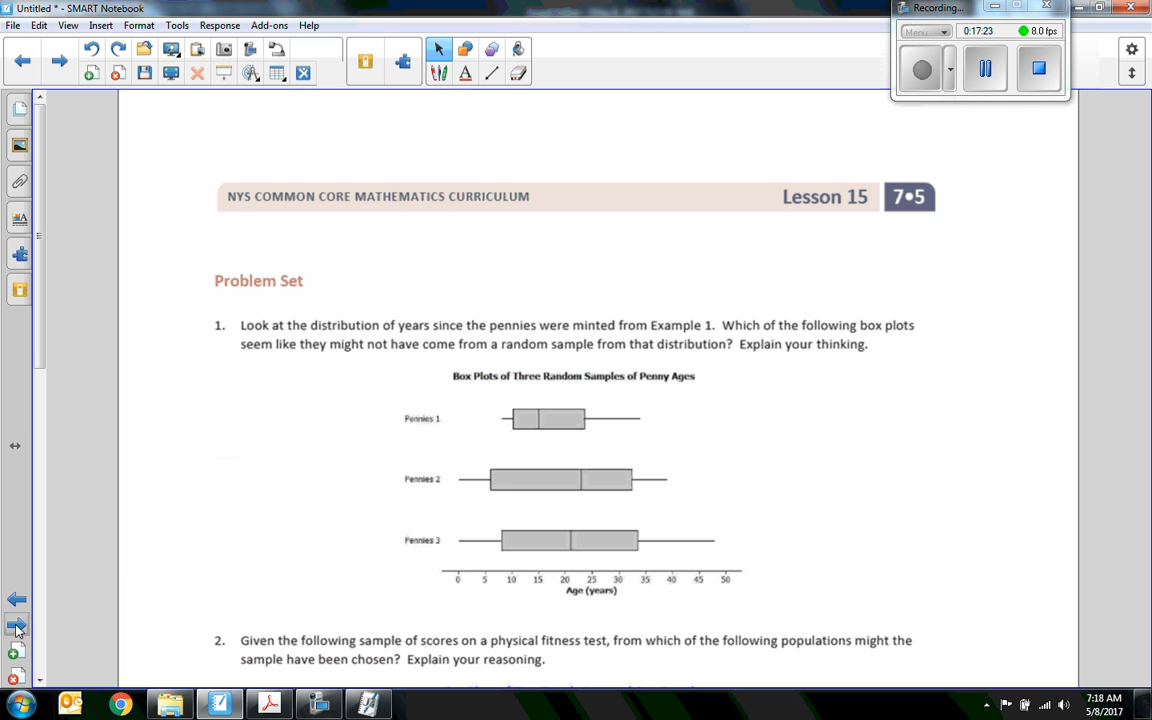 Untitled * - SMART Notebook
File Edit View Insert Format Tools Response Add-ons Help
Recording...
Menu 0:17:23 8.0 fps
NYS COMMON CORE MATHEMATICS CURRICULUM Lesson 15 7•5
Problem Set
1. Look at the distribution of years since the pennies were minted from Example 1. Which of the following box plots
seem like they might not have come from a random sample from that distribution? Explain your thinking.
Box Plots of Three Random Samples of Penny Ages
Pennies 1
Pennies 2
Pennies 3
0 5 10 15 20 25 30 35 40 45 50
Age (years)
2. Given the following sample of scores on a physical fitness test, from which of the following populations might the
sample have been chosen? Explain your reasoning.
7:18 AM
5/8/2017